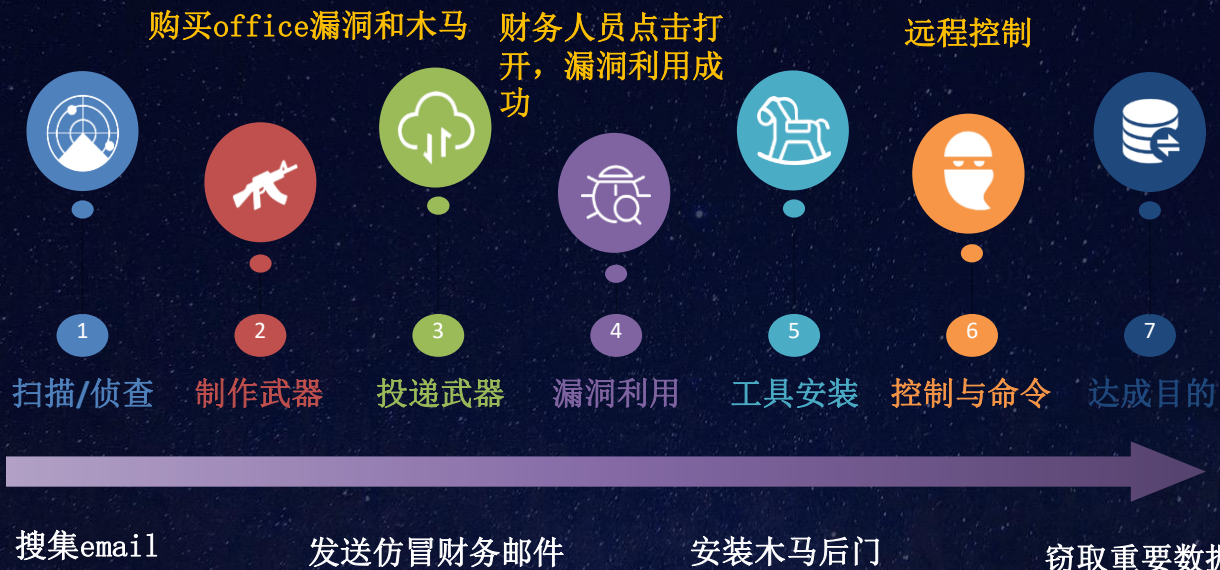 购买office漏洞和木马
财务人员点击打
开，漏洞利用成
功
远程控制
1
2
3
4
5
6
7
扫描/侦查
制作武器
投递武器
漏洞利用
工具安装
控制与命令
达成目的
搜集email
发送仿冒财务邮件
安装木马后门
窃取重要数据